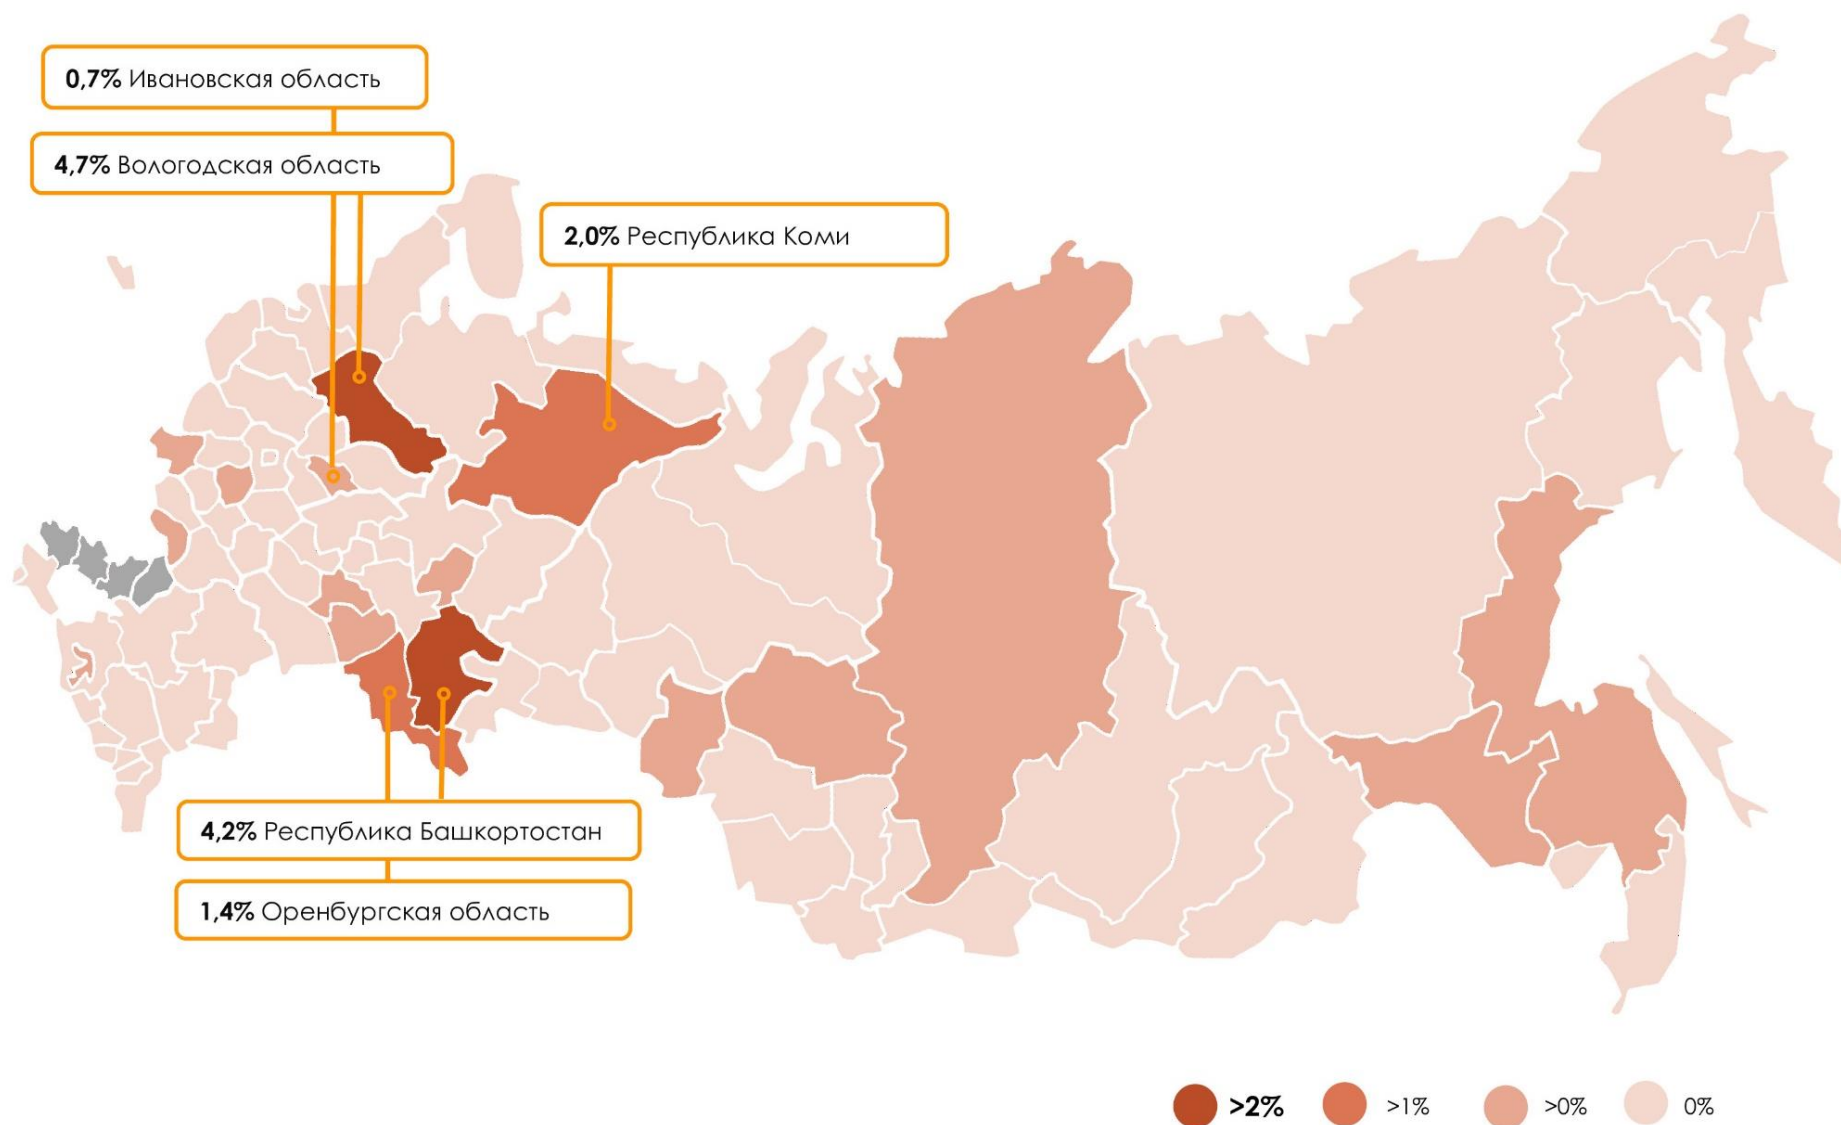 0,7% Ивановская область
4,7% Вологодская область
2,0% Республика Коми
4,2% Республика Башкортостан
1,4% Оренбургская область
>2% >1% >0% 0%